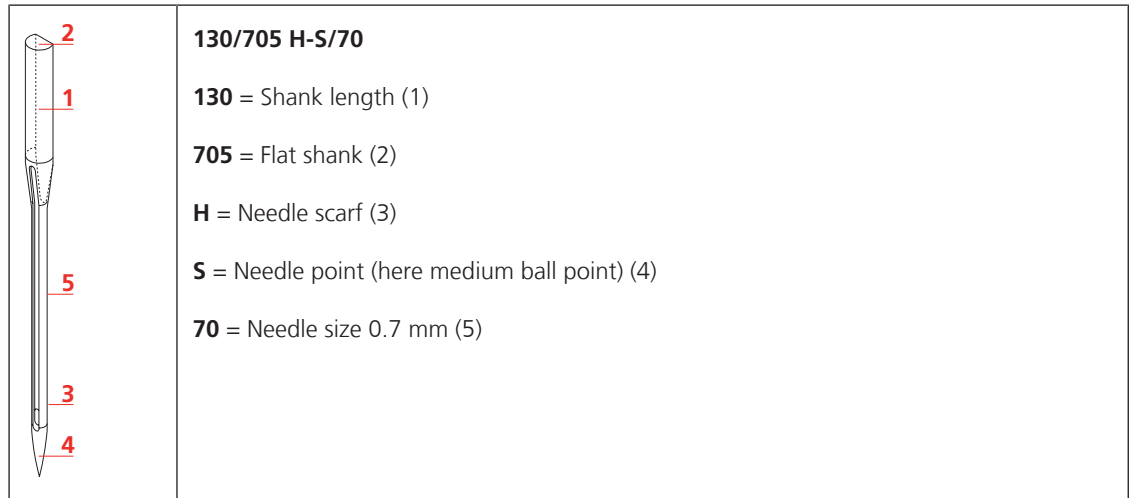 2
1
5
3
4
130/705 H-S/70
130 = Shank length (1)
705 = Flat shank (2)
H = Needle scarf (3)
S = Needle point (here medium ball point) (4)
70 = Needle size 0.7 mm (5)